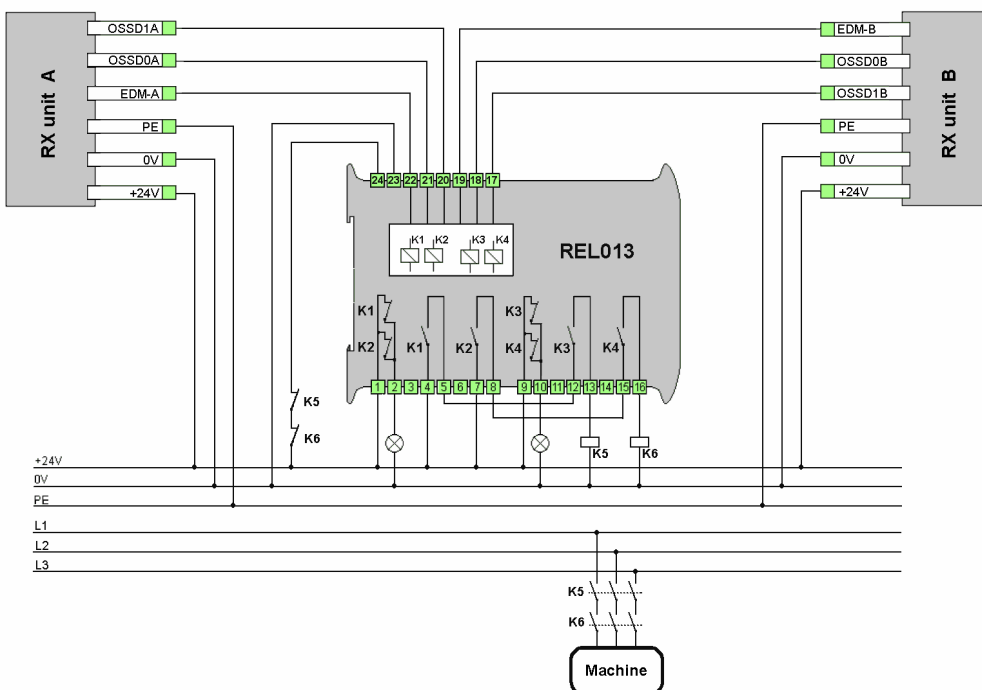 OSSD1A
OSSD0A
EDM-A
PE
0V
+24V
RX unit A
EDM-B
OSSD0B
OSSD1B
PE
0V
+24V
RX unit B
24 23 22 21 20 19 18 17
K1 K2 K3 K4
REL013
K1 K3
K2 K1 K2 K4 K3 K4
1 2 3 4 5 6 7 8 9 10 11 12 13 14 15 16
K5
K6
K5 K6
+24V
0V
PE
L1
L2
L3
K5
K6
Machine